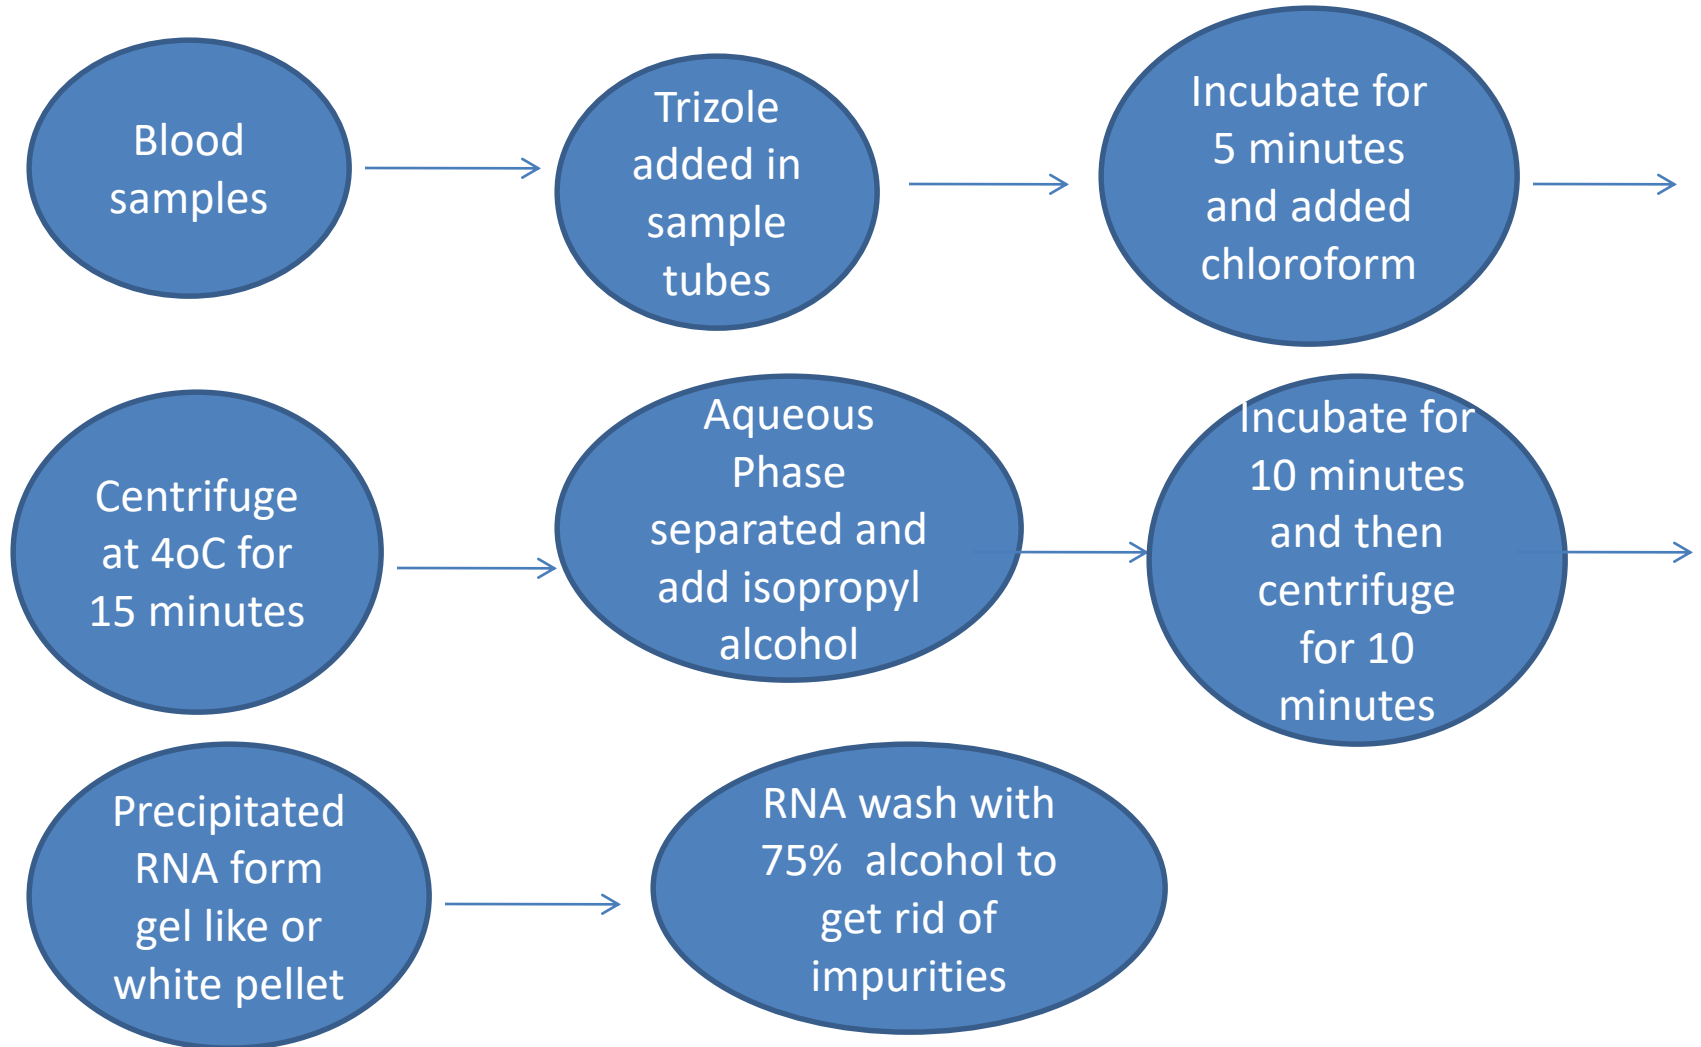 Blood
samples
Trizole
added in
sample
tubes
Incubate for
5 minutes
and added
chloroform
Centrifuge
at 4oC for
15 minutes
Aqueous
Phase
separated and
add isopropyl
alcohol
Incubate for
10 minutes
and then
centrifuge
for 10
minutes
Precipitated
RNA form
gel like or
white pellet
RNA wash with
75%  alcohol to
get rid of
impurities